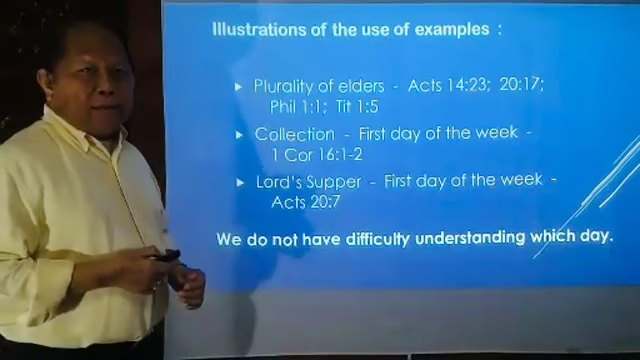 Illustrations of the use of examples :
▸ Plurality of elders - Acts 14:23; 20:17;
Phil 1:1; Tit 1:5
▸ Collection - First day of the week -
1 Cor 16:1-2
▸ Lord's Supper - First day of the week -
Acts 20:7
We do not have difficulty understanding which day.